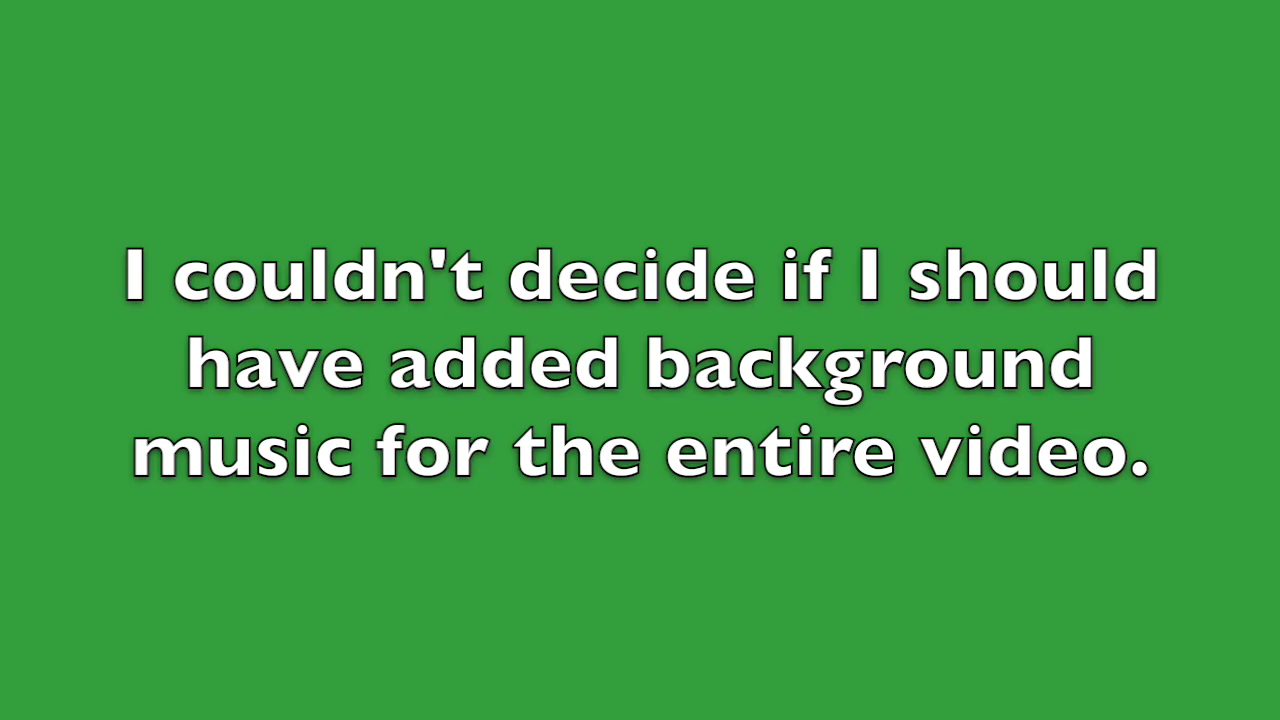 I couldn't decide if I should
have added background
music for the entire video.